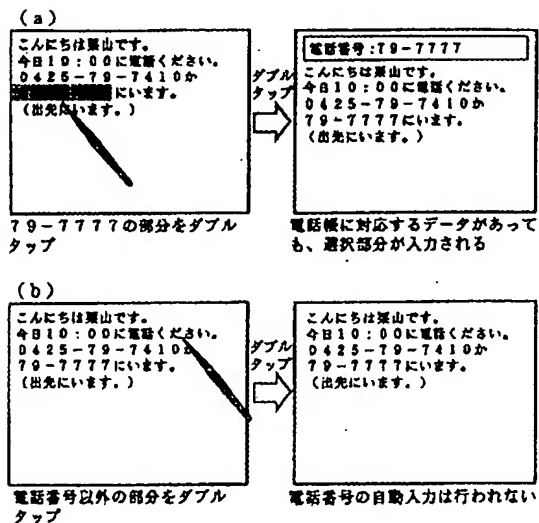 (a)
こんにちは栗山です。
今日10:00に電話ください。
0425-79-7410か
にいます。
(出先にいます。)
ダブル
タップ
電話番号:79-7777
こんにちは栗山です。
今日10:00に電話ください。
0425-79-7410か
79-7777にいます。
(出先にいます。)
79-7777の部分をダブル
タップ
電話帳に対応するデータがあって
も、選択部分が入力される
(b)
こんにちは栗山です。
今日10:00に電話ください。
0425-79-7410か
79-7777にいます。
(出先にいます。)
ダブル
タップ
こんにちは栗山です。
今日10:00に電話ください。
0425-79-7410か
79-7777にいます。
(出先にいます。)
電話番号以外の部分をダブル
タップ
電話番号の自動入力は行われない